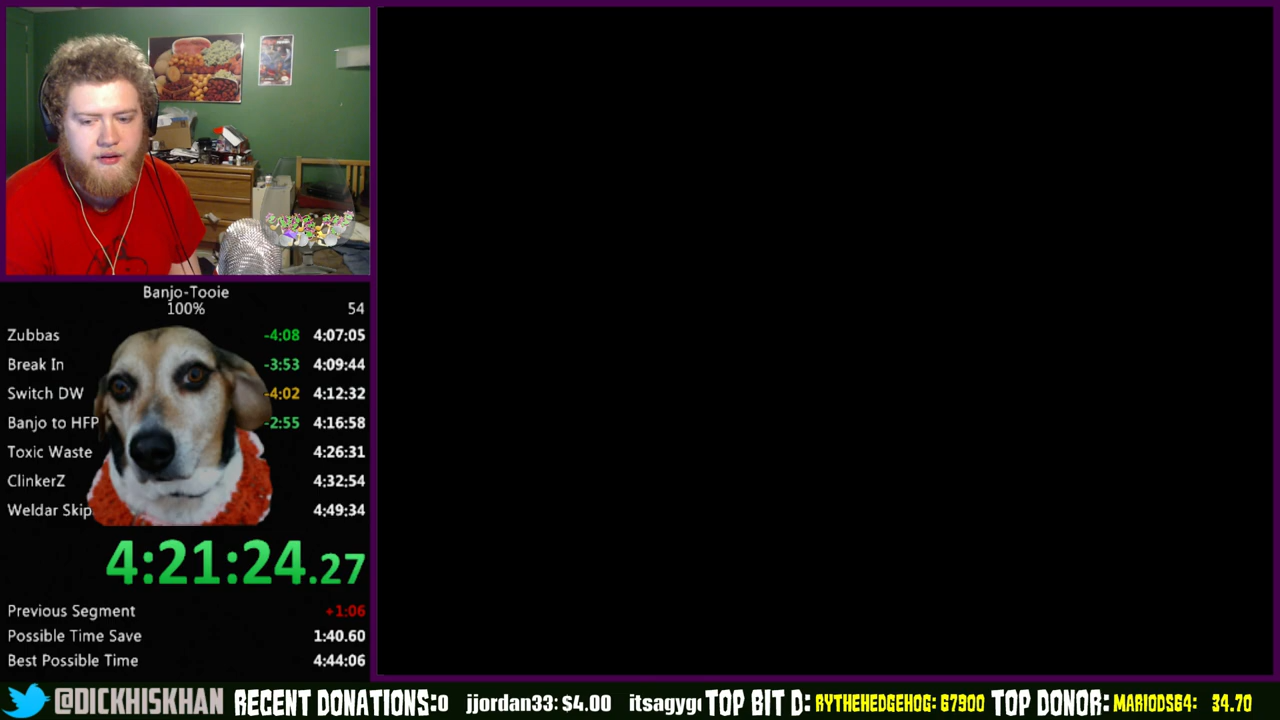 Banjo-Tooie
100% 54
Zubbas -4:08 4:07:05
Break In -3:53 4:09:44
Switch DW -4:02 4:12:32
Banjo to HFP -2:55 4:16:58
Toxic Waste 4:26:31
ClinkerZ 4:32:54
Weldar Skip 4:49:34
4:21:24.27
Previous Segment +1:06
Possible Time Save 1:40.60
Best Possible Time 4:44:06
@DICKHISKHAN RECENT DONATIONS:0 jjordan33: $4.00 itsagyg TOP BIT D: RYTHEHEDGEHOG: 67900 TOP DONOR: MARIODS64: 34.70